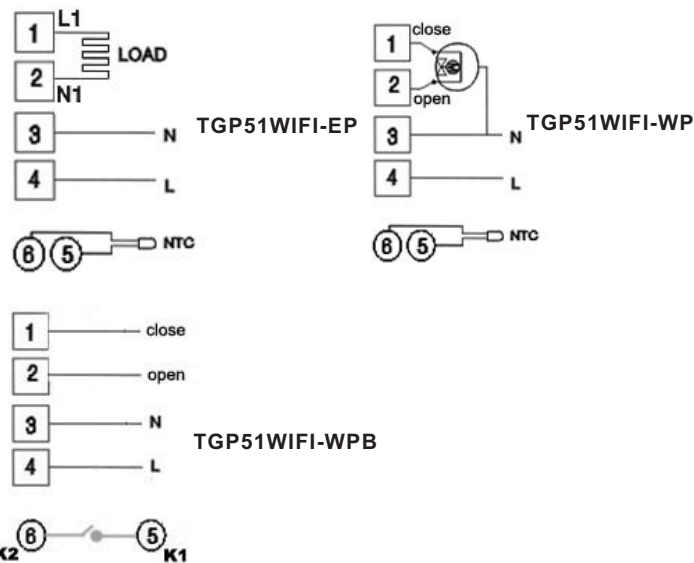 1 L1
LOAD
2 N1
TGP51WIFI-EP
3 N
4 L
6 5 NTC
1 close
2 open
TGP51WIFI-WP
3 N
4 L
6 5 NTC
1 close
2 open
3 N
TGP51WIFI-WPB
4 L
6 5
K2 K1